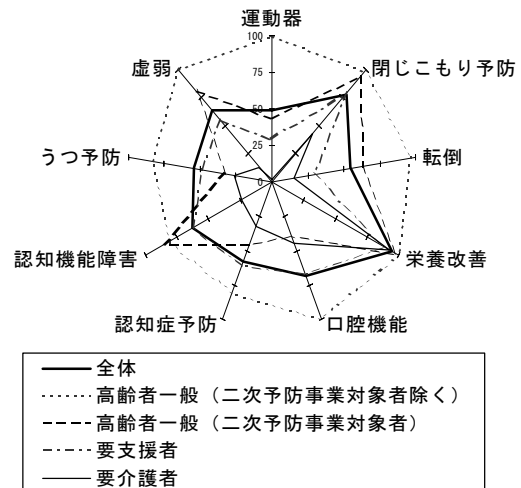 運動器
100
75
50
25
0
閉じこもり予防
転倒
栄養改善
口腔機能
認知症予防
認知機能障害
うつ予防
虚弱
全体
高齢者一般（二次予防事業対象者除く）
高齢者一般（二次予防事業対象者）
要支援者
要介護者